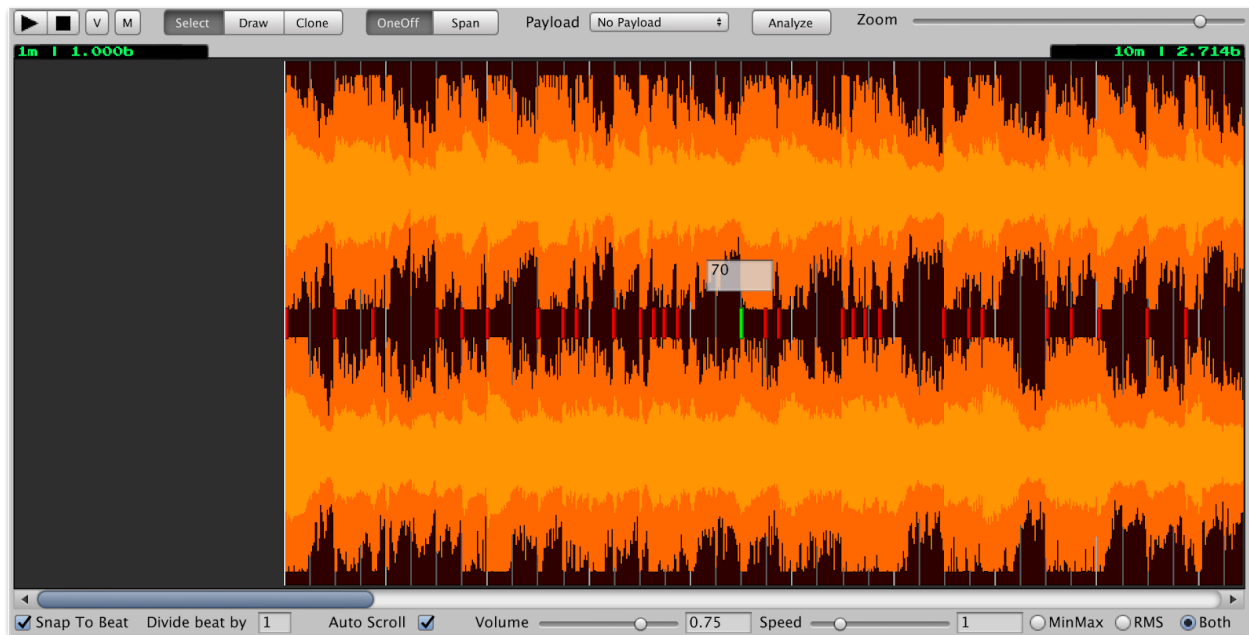 V M Select Draw Clone OneOff Span Payload No Payload Analyze Zoom
1m | 1.000b 10m | 2.714b
70
Snap To Beat Divide beat by 1 Auto Scroll Volume 0.75 Speed 1 MinMax RMS Both